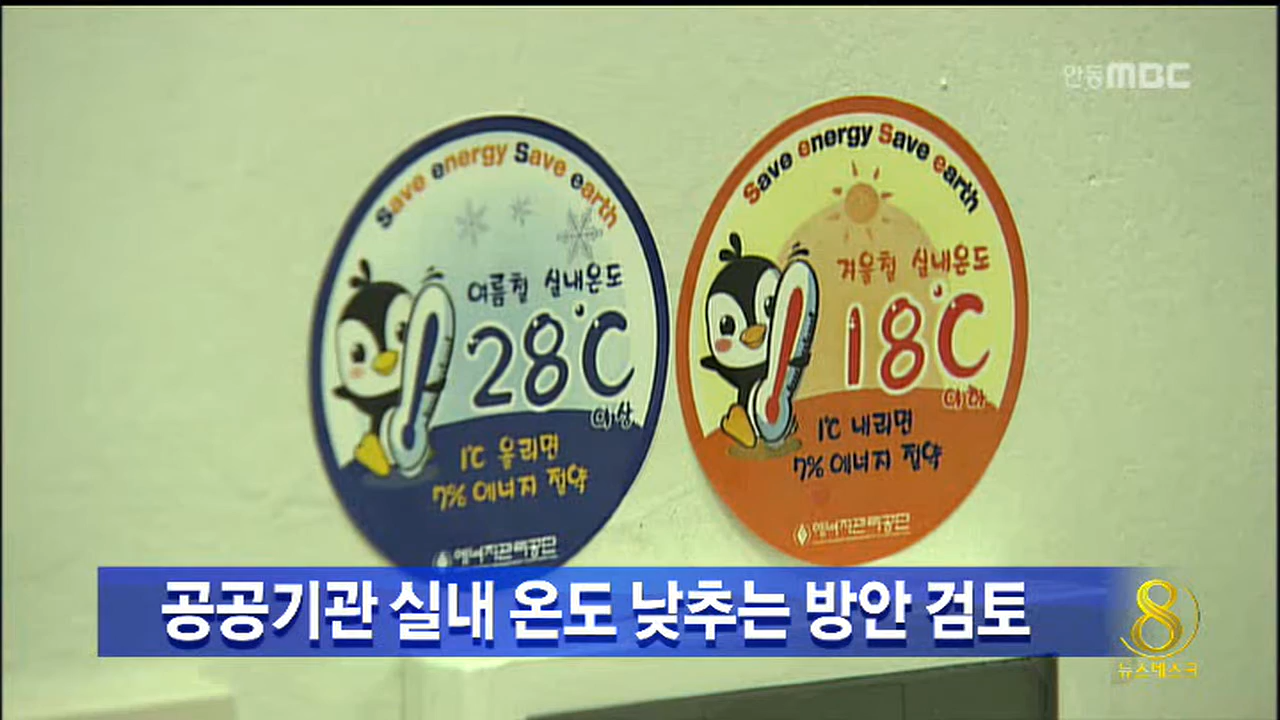 안동MBC
Save energy Save earth
여름철 실내온도
28℃
이상
1℃ 올리면
7% 에너지 절약
에너지관리공단
Save energy Save earth
겨울철 실내온도
18℃
이하
1℃ 내리면
7% 에너지 절약
에너지관리공단
공공기관 실내 온도 낮추는 방안 검토
8
뉴스데스크